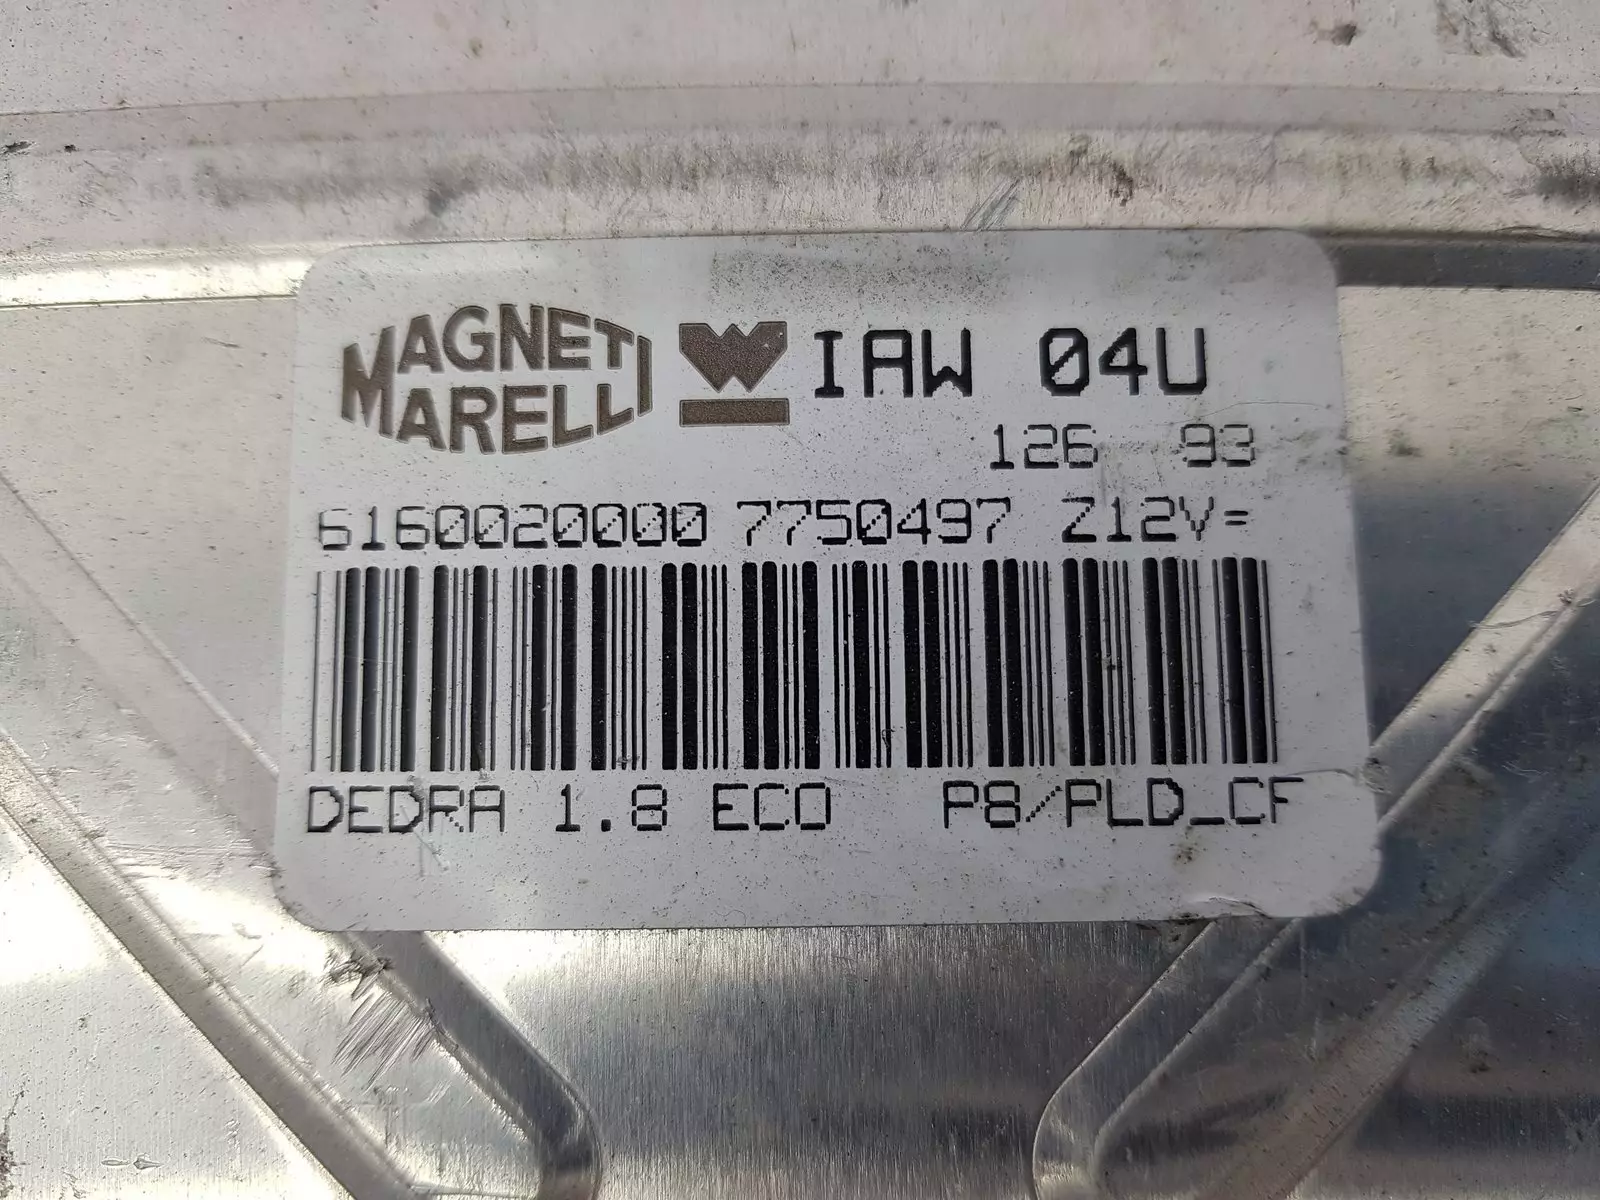 MAGNETI MARELLI W IAW 04U
126 93
6160020000 7750497 Z12V=
DEDRA 1.8 ECO P8/PLD_CF